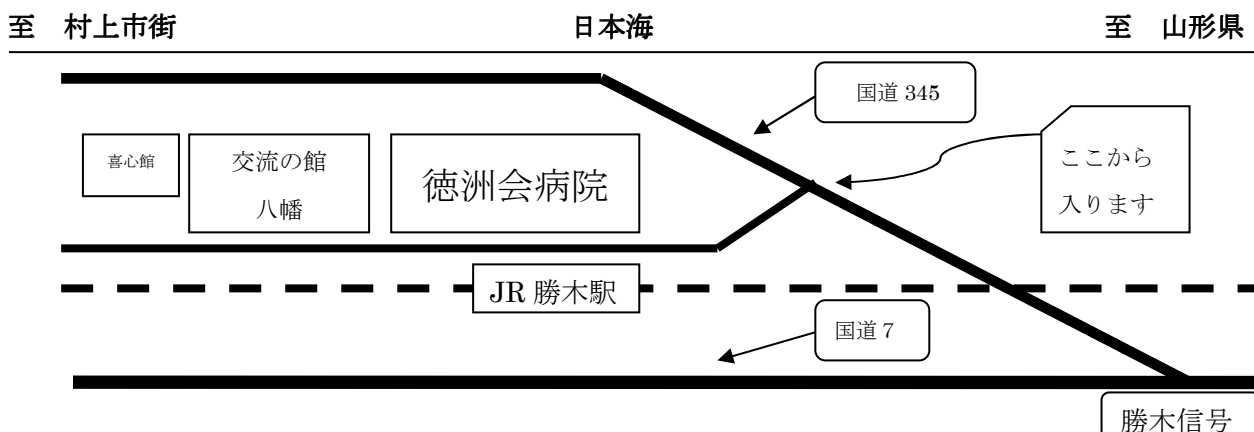 至 村上市街
日本海
至 山形県
国道 345
喜心館
交流の館
八幡
徳洲会病院
ここから
入ります
JR 勝木駅
国道 7
勝木信号